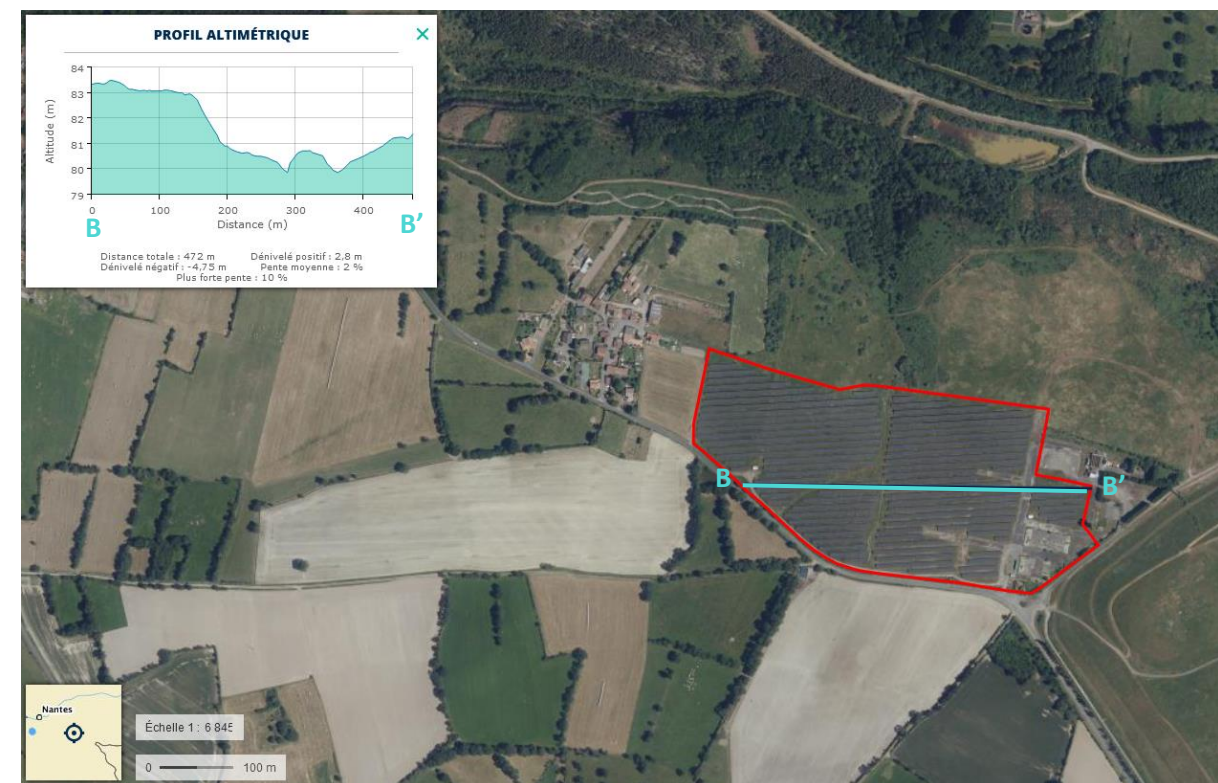 PROFIL ALTIMÉTRIQUE ×
84
83
82
81
80
79
Altitude (m)
0 100 200 300 400
B Distance (m) B'
Distance totale : 472 m Dénivelé positif : 2,8 m
Dénivelé négatif : -4,75 m Pente moyenne : 2 %
Plus forte pente : 10 %
B B'
Nantes
Échelle 1 : 6 845
0 100 m